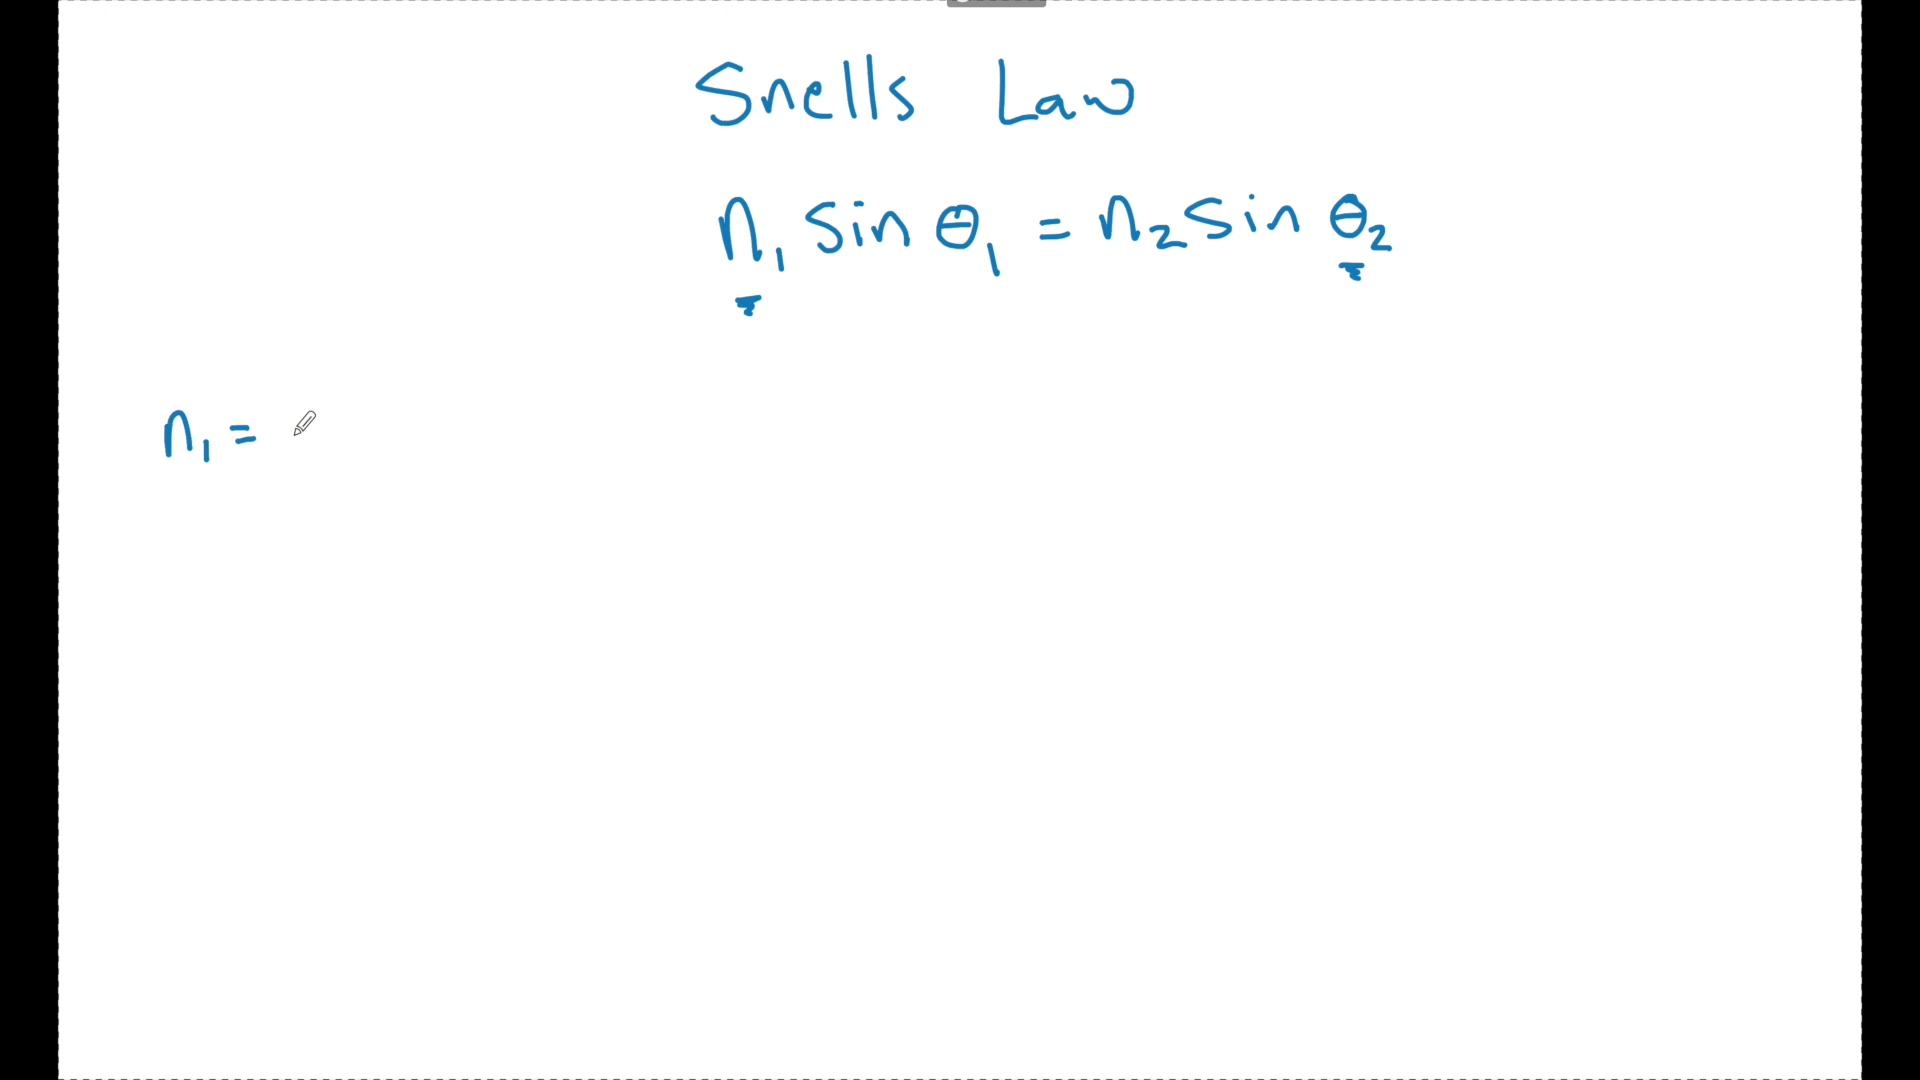 Snells Law
n₁ sin θ₁ = n₂ sin θ₂
n₁ =